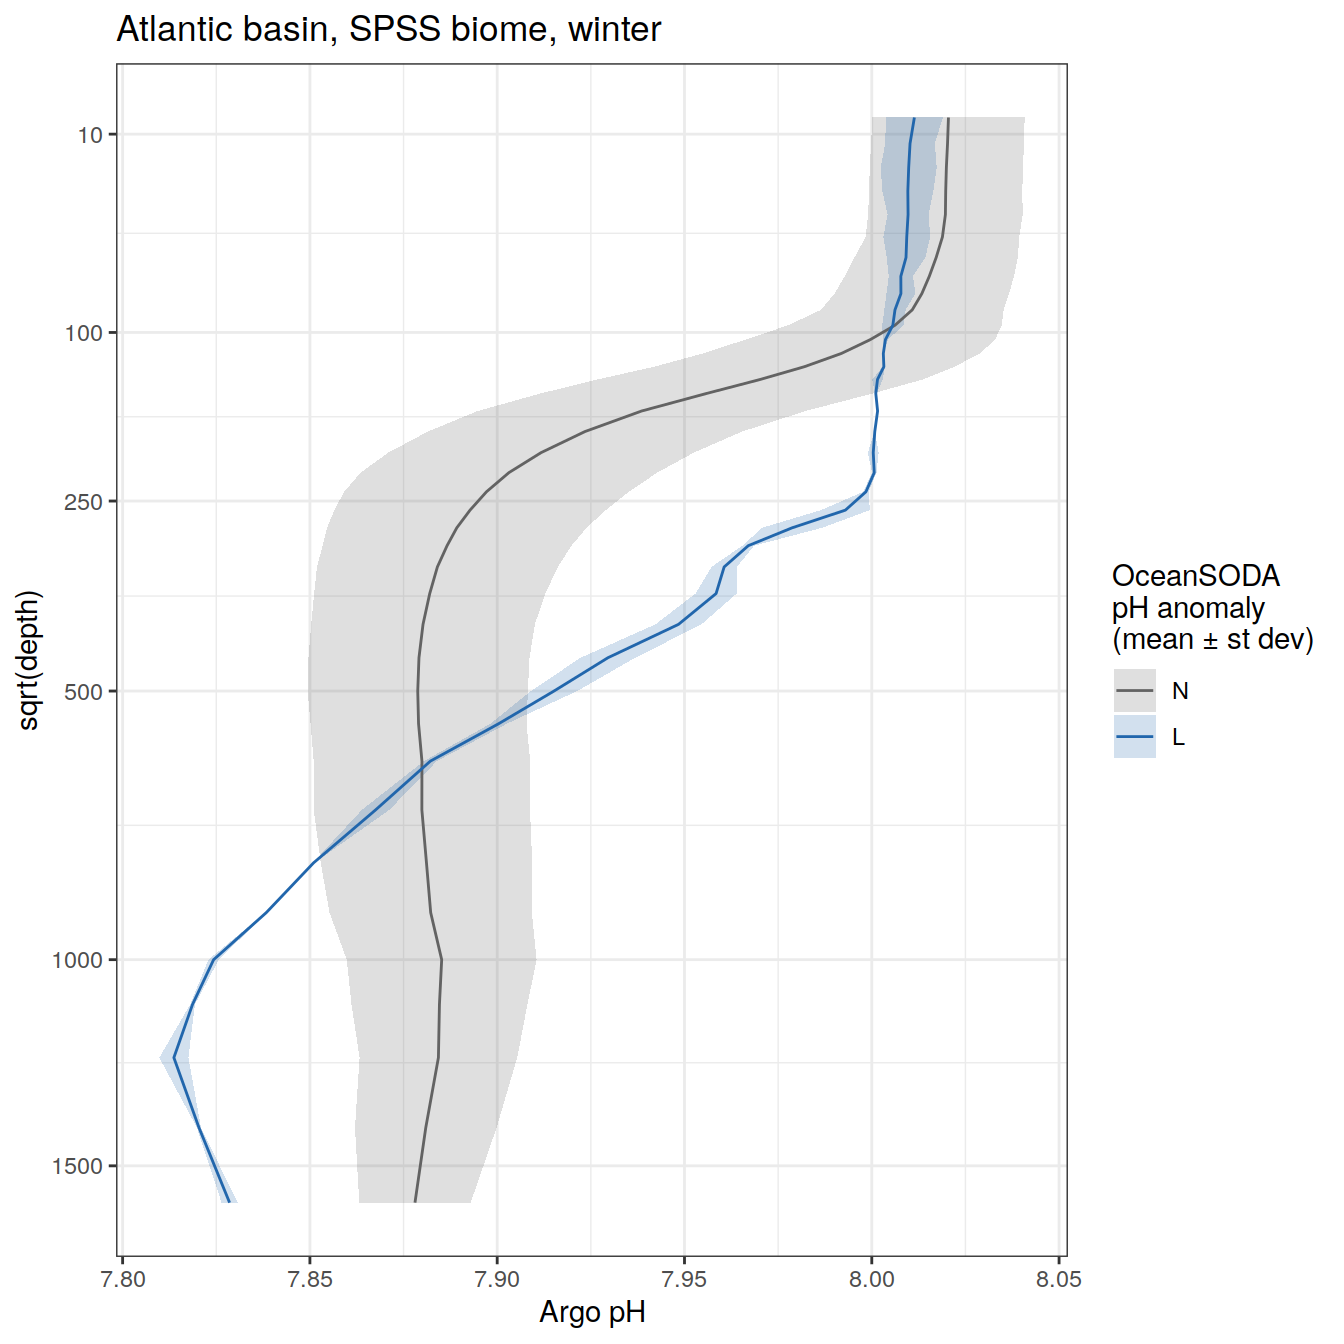 Atlantic basin, SPSS biome, winter
10
100
250
500
1000
1500
sqrt(depth)
7.80 7.85 7.90 7.95 8.00 8.05
Argo pH
OceanSODA
pH anomaly
(mean ± st dev)
N
L